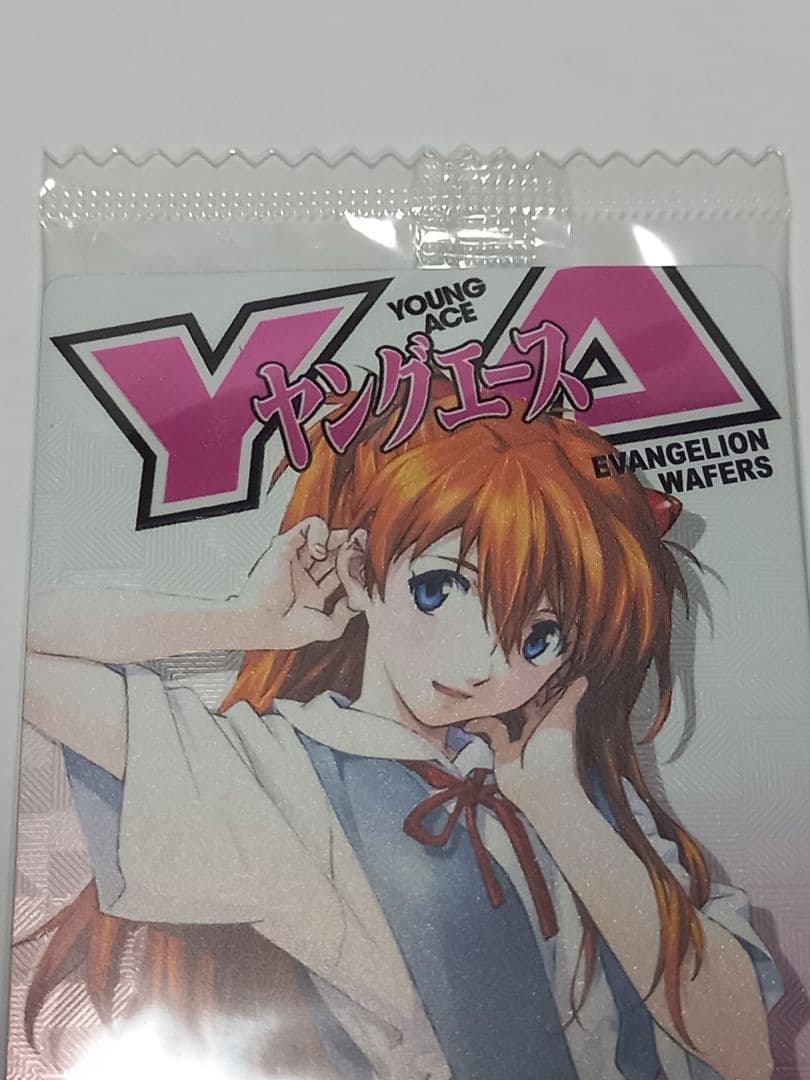 YA
YOUNG
ACE
ヤングエース
EVANGELION
WAFERS